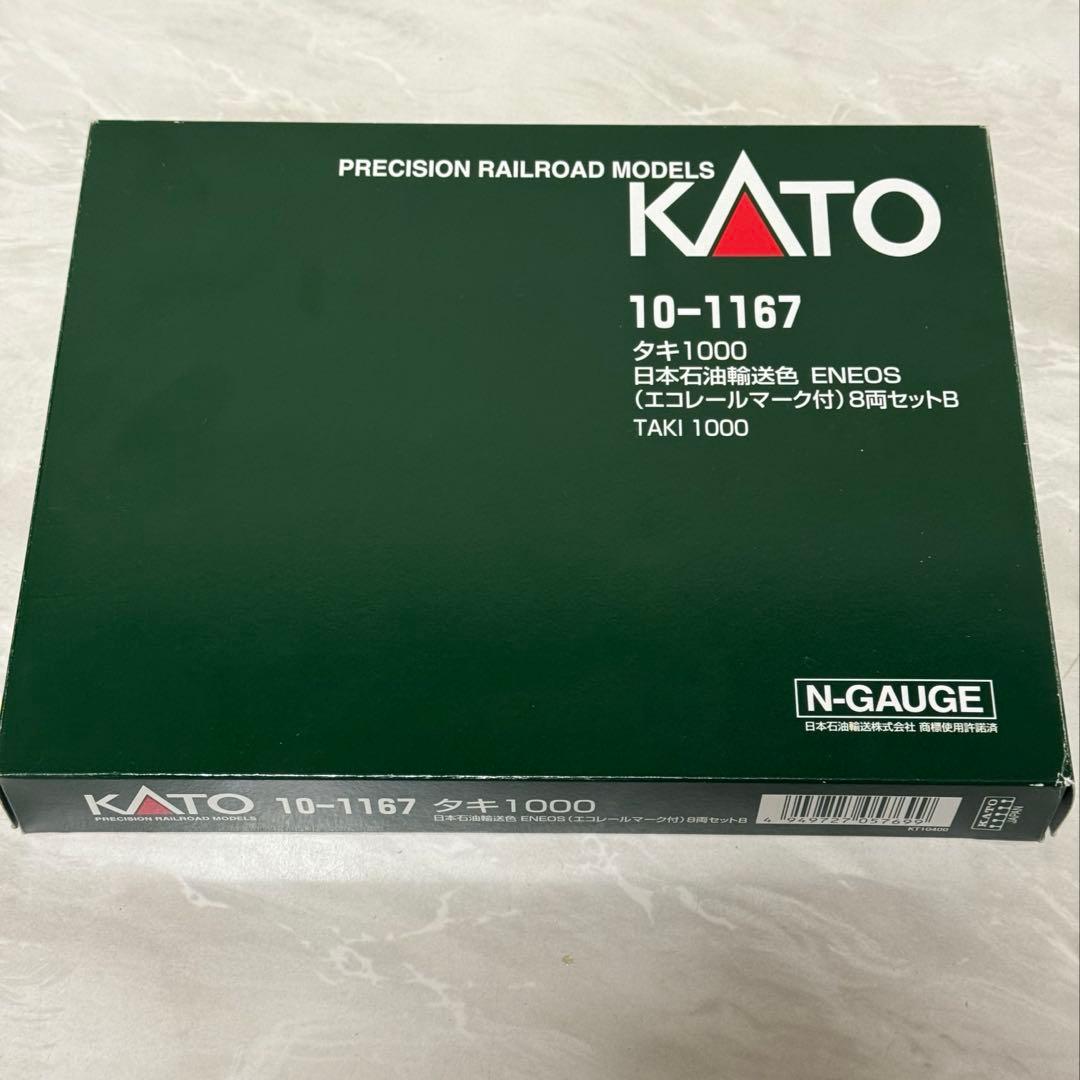 PRECISION RAILROAD MODELS
KATO
10-1167
タキ1000
日本石油輸送色 ENEOS
(エコレールマーク付)8両セットB
TAKI 1000
N-GAUGE
日本石油輸送株式会社 商標使用許諾済
KATO 10-1167 タキ1000
PRECISION RAILROAD MODELS 日本石油輸送色 ENEOS(エコレールマーク付)8両セットB
4 949727 057699
KT10400
KATO
JAPAN